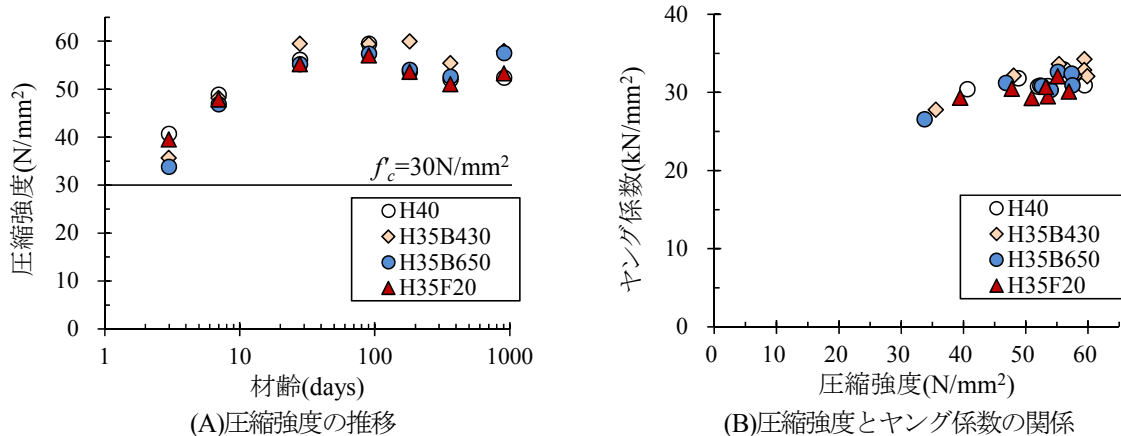 圧縮強度(N/mm²)
60
50
40
30
20
10
0
f'c=30N/mm²
H40
H35B430
H35B650
H35F20
1 10 100 1000
材齢(days)
(A)圧縮強度の推移
ヤング係数(kN/mm²)
40
30
20
10
0
H40
H35B430
H35B650
H35F20
0 10 20 30 40 50 60
圧縮強度(N/mm²)
(B)圧縮強度とヤング係数の関係